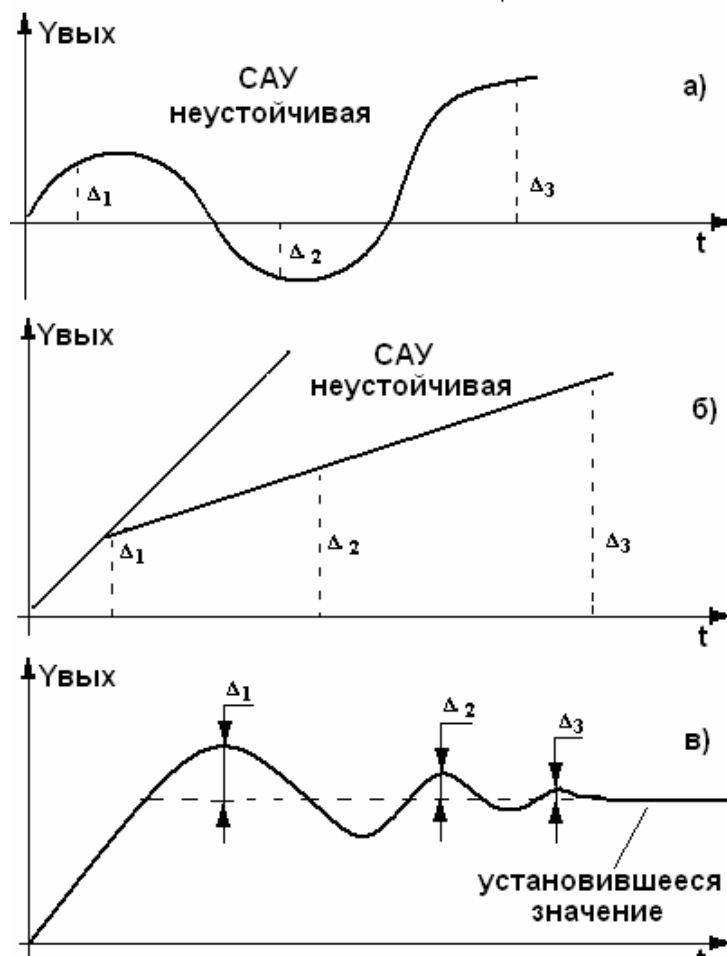 Yвых
САУ
неустойчивая
а)
Δ1
Δ2
Δ3
t
Yвых
САУ
неустойчивая
б)
Δ1
Δ2
Δ3
t
Yвых
Δ1
Δ2
Δ3
в)
установившееся
значение
t